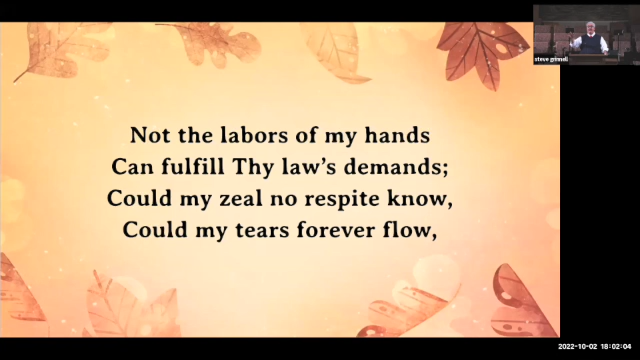 Not the labors of my hands
Can fulfill Thy law's demands;
Could my zeal no respite know,
Could my tears forever flow,
steve grinnell
2022-10-02 18:02:04